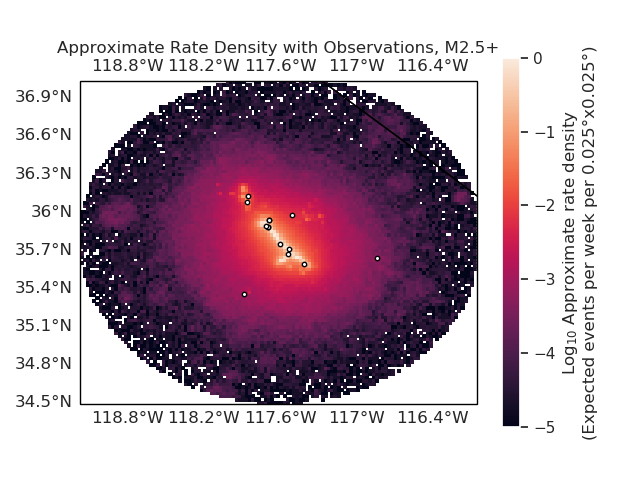 Approximate Rate Density with Observations, M2.5+
118.8°W 118.2°W 117.6°W 117°W 116.4°W
36.9°N
36.6°N
36.3°N
36°N
35.7°N
35.4°N
35.1°N
34.8°N
34.5°N
118.8°W 118.2°W 117.6°W 117°W 116.4°W
0
−1
−2
−3
−4
−5
Log₁₀ Approximate rate density
(Expected events per week per 0.025°x0.025°)